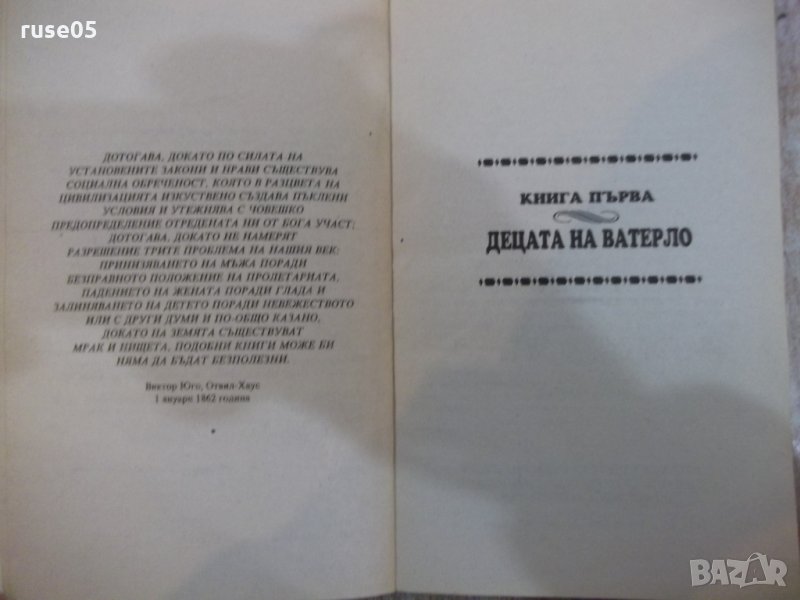 ruse05
ДОТОГАВА, ДОКАТО ПО СИЛАТА НА
УСТАНОВЕНИТЕ ЗАКОНИ И НРАВИ СЪЩЕСТВУВА
СОЦИАЛНА ОБРЕЧЕНОСТ, КОЯТО В РАЗЦВЕТА НА
ЦИВИЛИЗАЦИЯТА ИЗКУСТВЕНО СЪЗДАВА ПЪКЛЕНИ
УСЛОВИЯ И УТЕЖНЯВА С ЧОВЕШКО
ПРЕДОПРЕДЕЛЕНИЕ ОТРЕДЕНАТА НИ ОТ БОГА УЧАСТ;
ДОТОГАВА, ДОКАТО НЕ НАМЕРЯТ
РАЗРЕШЕНИЕ ТРИТЕ ПРОБЛЕМА НА НАШИЯ ВЕК:
ПРИНИЗЯВАНЕТО НА МЪЖА ПОРАДИ
БЕЗПРАВНОТО ПОЛОЖЕНИЕ НА ПРОЛЕТАРИАТА,
ПАДЕНИЕТО НА ЖЕНАТА ПОРАДИ ГЛАДА И
ЗАЛИНЯВАНЕТО НА ДЕТЕТО ПОРАДИ НЕВЕЖЕСТВОТО
ИЛИ С ДРУГИ ДУМИ И ПО-ОБЩО КАЗАНО,
ДОКАТО НА ЗЕМЯТА СЪЩЕСТВУВАТ
МРАК И НИЩЕТА, ПОДОБНИ КНИГИ МОЖЕ БИ
НЯМА ДА БЪДАТ БЕЗПОЛЕЗНИ.
Виктор Юго, Отвил-Хаус
1 януари 1862 година
КНИГА ПЪРВА
ДЕЦАТА НА ВАТЕРЛО
BAZAR